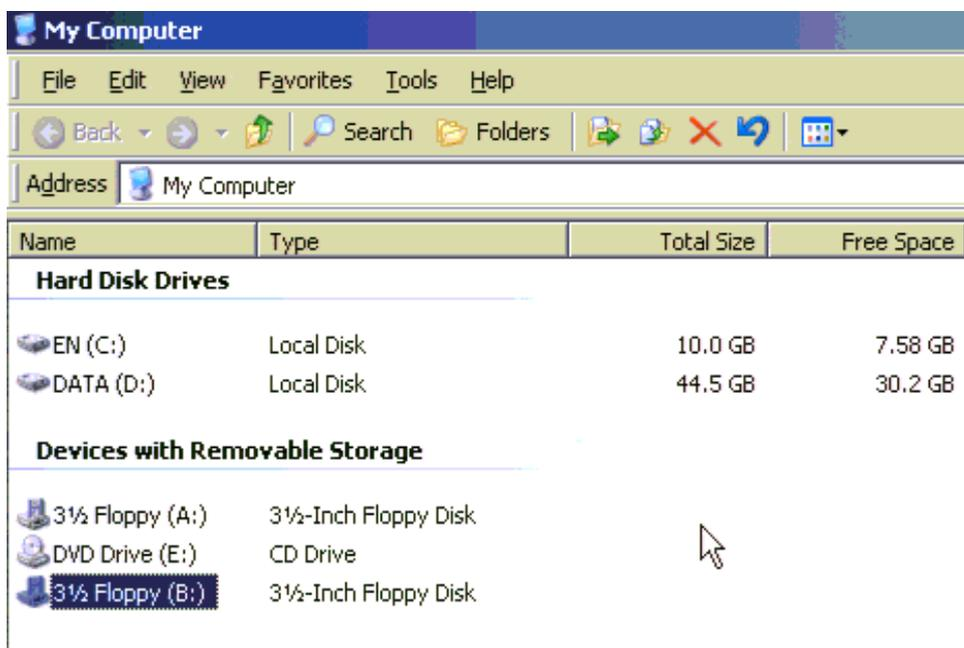 My Computer
File Edit View Favorites Tools Help
Back Search Folders
Address My Computer
Name Type Total Size Free Space
Hard Disk Drives
EN (C:) Local Disk 10.0 GB 7.58 GB
DATA (D:) Local Disk 44.5 GB 30.2 GB
Devices with Removable Storage
3½ Floppy (A:) 3½-Inch Floppy Disk
DVD Drive (E:) CD Drive
3½ Floppy (B:) 3½-Inch Floppy Disk